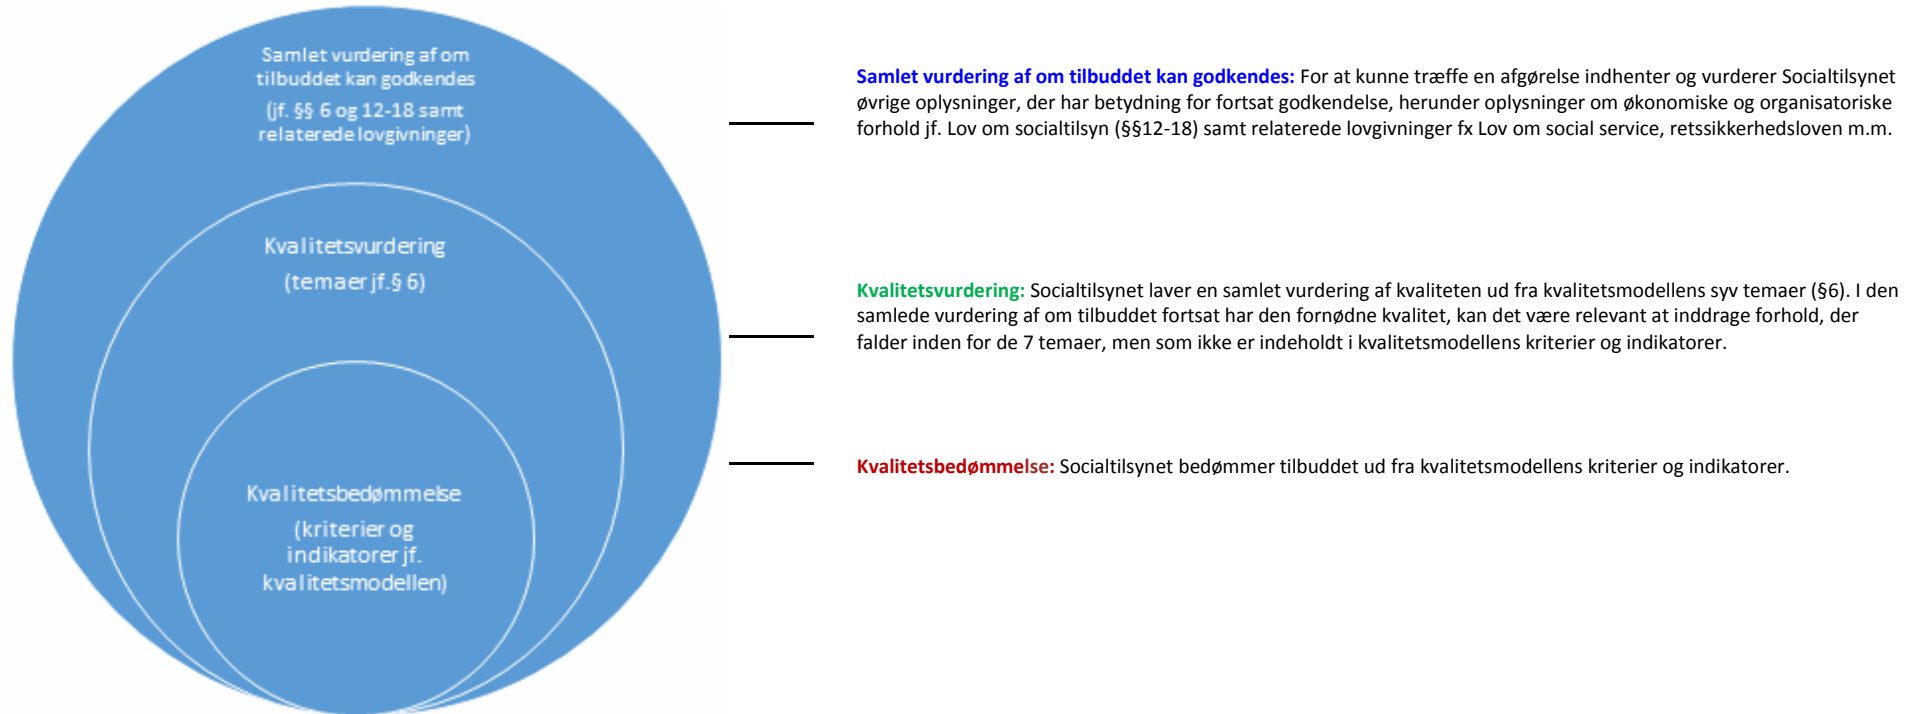 Samlet vurdering af om
tilbuddet kan godkendes
(jf. §§ 6 og 12-18 samt
relaterede lovgivninger)
Kvalitetsvurdering
(temaer jf.§ 6)
Kvalitetsbedømmelse
(kriterier og
indikatorer jf.
kvalitetsmodellen)
Samlet vurdering af om tilbuddet kan godkendes: For at kunne træffe en afgørelse indhenter og vurderer Socialtilsynet
øvrige oplysninger, der har betydning for fortsat godkendelse, herunder oplysninger om økonomiske og organisatoriske
forhold jf. Lov om socialtilsyn (§§12-18) samt relaterede lovgivninger fx Lov om social service, retssikkerhedsloven m.m.
Kvalitetsvurdering: Socialtilsynet laver en samlet vurdering af kvaliteten ud fra kvalitetsmodellens syv temaer (§6). I den
samlede vurdering af om tilbuddet fortsat har den fornødne kvalitet, kan det være relevant at inddrage forhold, der
falder inden for de 7 temaer, men som ikke er indeholdt i kvalitetsmodellens kriterier og indikatorer.
Kvalitetsbedømmelse: Socialtilsynet bedømmer tilbuddet ud fra kvalitetsmodellens kriterier og indikatorer.